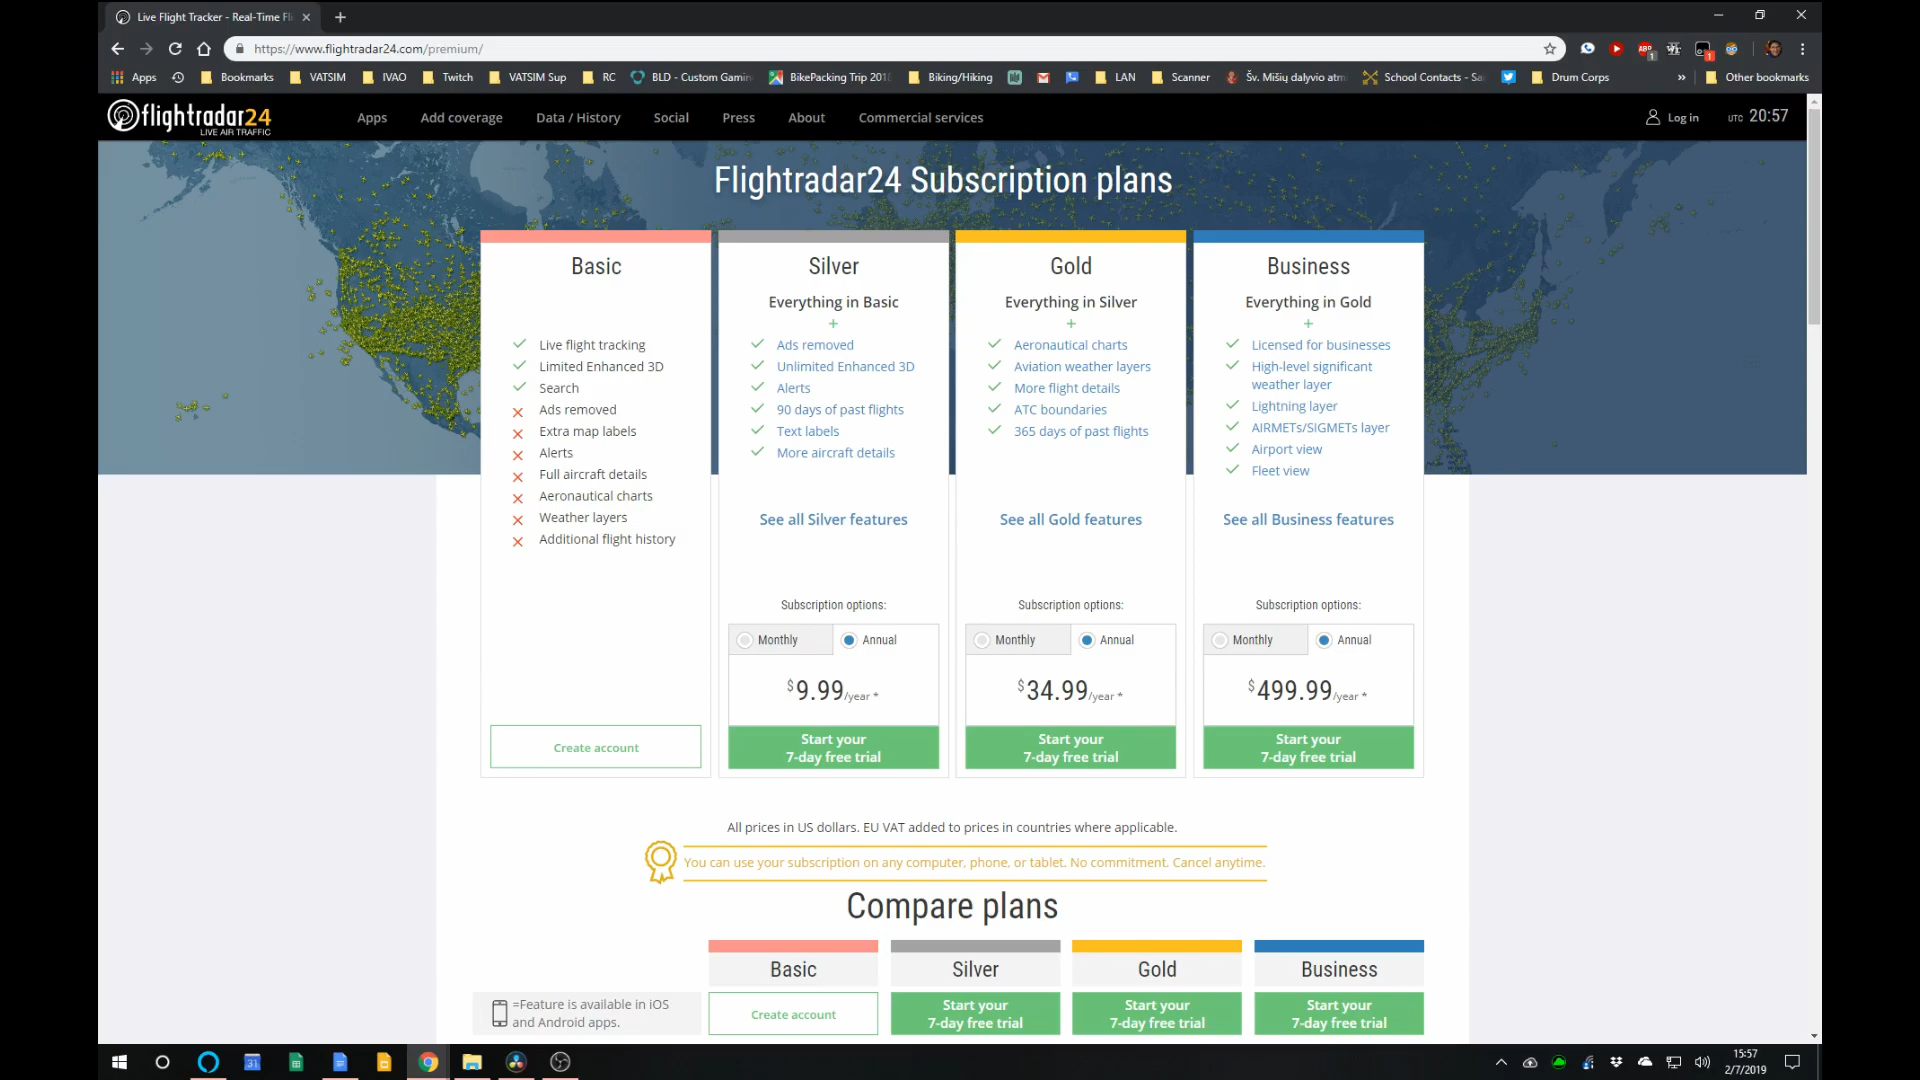 Live Flight Tracker - Real-Time Fl
https://www.flightradar24.com/premium/
Apps Bookmarks VATSIM IVAO Twitch VATSIM Sup RC BLD - Custom Gamin BikePacking Trip 2018 Biking/Hiking LAN Scanner Šv. Mišių dalyvio atm School Contacts - Sa Drum Corps » Other bookmarks
flightradar24
LIVE AIR TRAFFIC
Apps Add coverage Data / History Social Press About Commercial services Log in UTC 20:57
Flightradar24 Subscription plans
Basic
Live flight tracking
Limited Enhanced 3D
Search
Ads removed
Extra map labels
Alerts
Full aircraft details
Aeronautical charts
Weather layers
Additional flight history
Create account
Silver
Everything in Basic
+
Ads removed
Unlimited Enhanced 3D
Alerts
90 days of past flights
Text labels
More aircraft details
See all Silver features
Subscription options:
Monthly Annual
$9.99/year *
Start your
7-day free trial
Gold
Everything in Silver
+
Aeronautical charts
Aviation weather layers
More flight details
ATC boundaries
365 days of past flights
See all Gold features
Subscription options:
Monthly Annual
$34.99/year *
Start your
7-day free trial
Business
Everything in Gold
+
Licensed for businesses
High-level significant
weather layer
Lightning layer
AIRMETs/SIGMETs layer
Airport view
Fleet view
See all Business features
Subscription options:
Monthly Annual
$499.99/year *
Start your
7-day free trial
All prices in US dollars. EU VAT added to prices in countries where applicable.
You can use your subscription on any computer, phone, or tablet. No commitment. Cancel anytime.
Compare plans
Basic Silver Gold Business
=Feature is available in iOS
and Android apps.
Create account
Start your
7-day free trial
Start your
7-day free trial
Start your
7-day free trial
15:57
2/7/2019